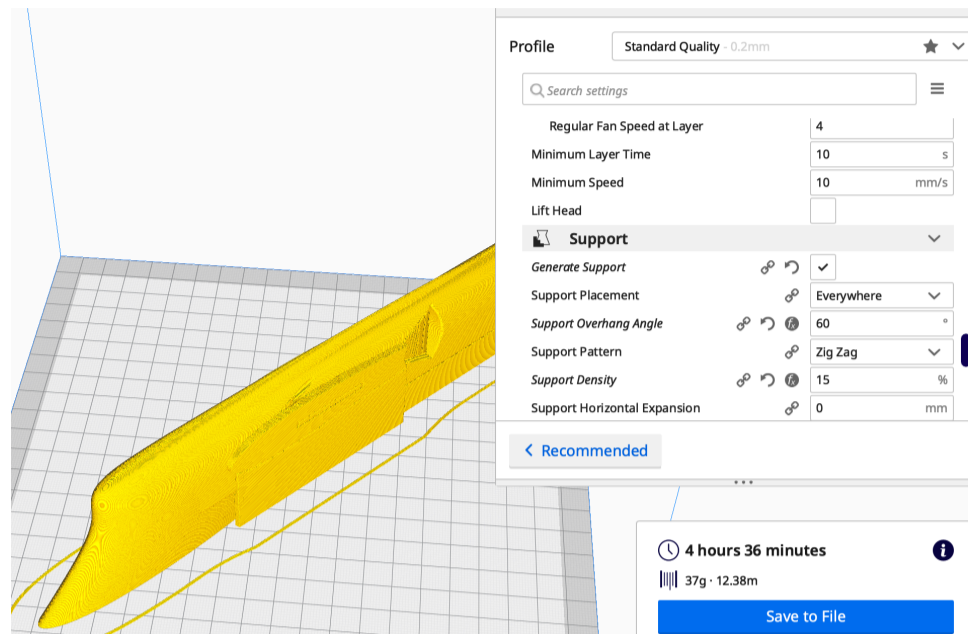 Profile
Standard Quality - 0.2mm
Search settings
Regular Fan Speed at Layer 4
Minimum Layer Time 10 s
Minimum Speed 10 mm/s
Lift Head
Support
Generate Support
Support Placement Everywhere
Support Overhang Angle 60 °
Support Pattern Zig Zag
Support Density 15 %
Support Horizontal Expansion 0 mm
Recommended
4 hours 36 minutes
37g · 12.38m
Save to File